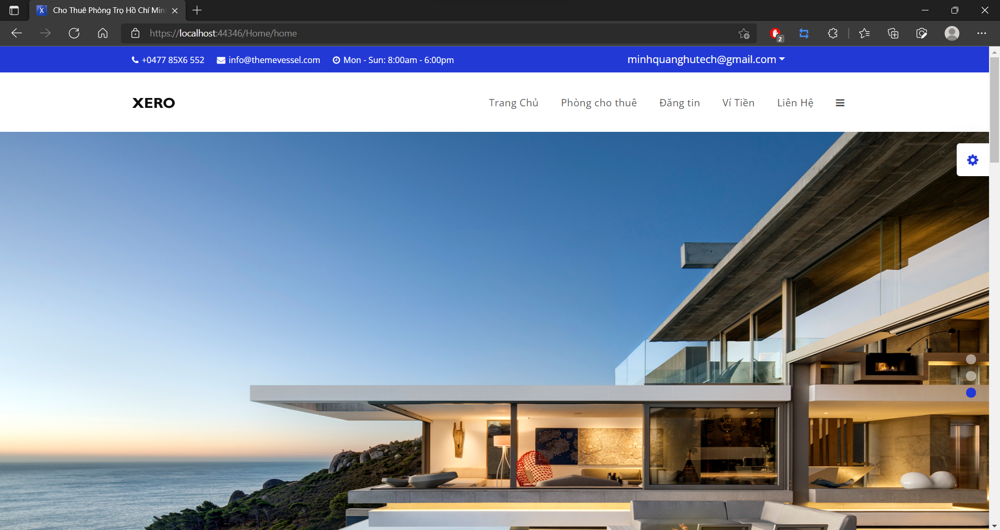 Cho Thuê Phòng Trọ Hồ Chí Min
https://localhost:44346/Home/home
2
+0477 85X6 552 info@themevessel.com Mon - Sun: 8:00am - 6:00pm minhquanghutech@gmail.com
XERO Trang Chủ Phòng cho thuê Đăng tin Ví Tiền Liên Hệ